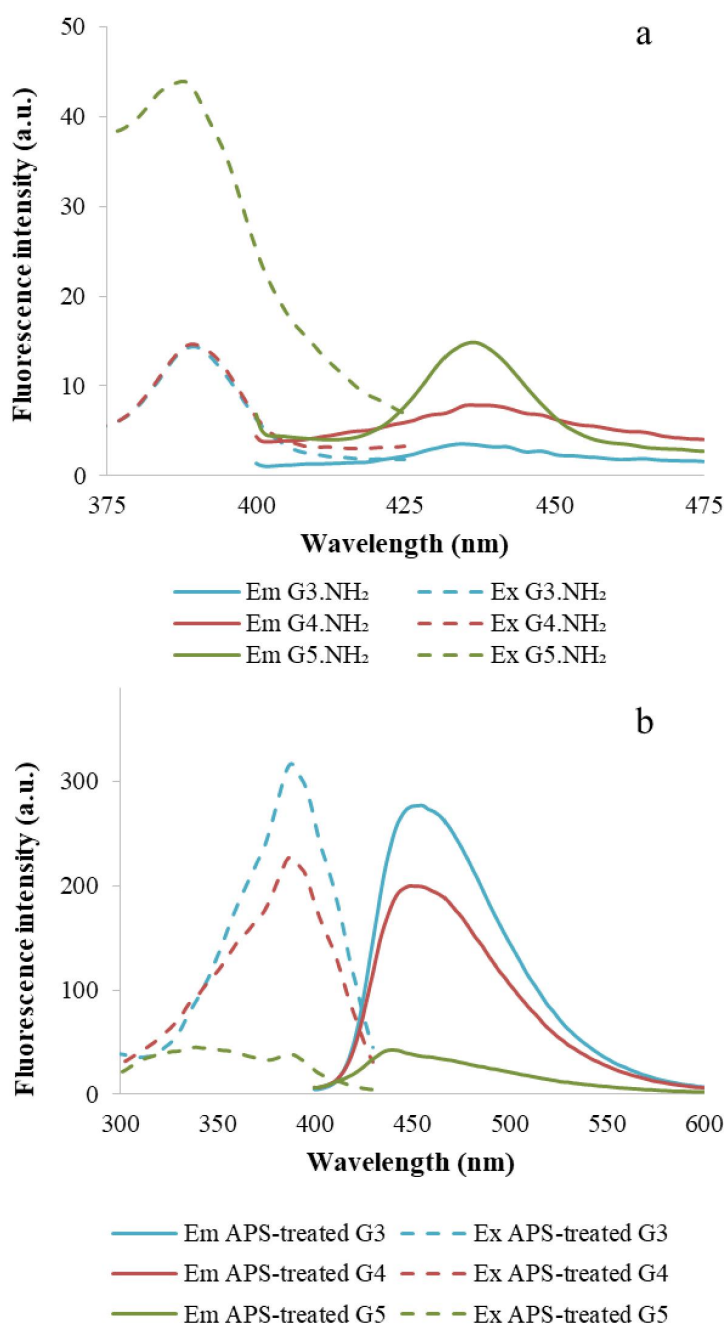 a
50
40
30
20
10
0
Fluorescence intensity (a.u.)
375 400 425 450 475
Wavelength (nm)
Em G3.NH₂ Ex G3.NH₂
Em G4.NH₂ Ex G4.NH₂
Em G5.NH₂ Ex G5.NH₂
b
300
200
100
0
Fluorescence intensity (a.u.)
300 350 400 450 500 550 600
Wavelength (nm)
Em APS-treated G3 Ex APS-treated G3
Em APS-treated G4 Ex APS-treated G4
Em APS-treated G5 Ex APS-treated G5